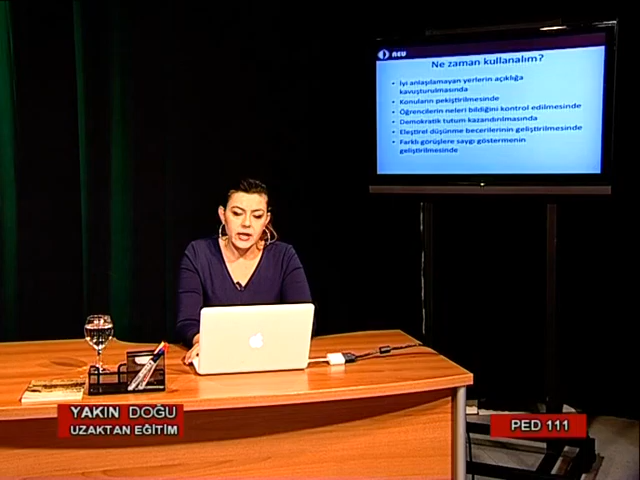 NEU
Ne zaman kullanalım?
• İyi anlaşılamayan yerlerin açıklığa
kavuşturulmasında
• Konuların pekiştirilmesinde
• Öğrencilerin neleri bildiğini kontrol edilmesinde
• Demokratik tutum kazandırılmasında
• Eleştirel düşünme becerilerinin geliştirilmesinde
• Farklı görüşlere saygı göstermenin
geliştirilmesinde
YAKIN DOĞU
UZAKTAN EĞİTİM
PED 111